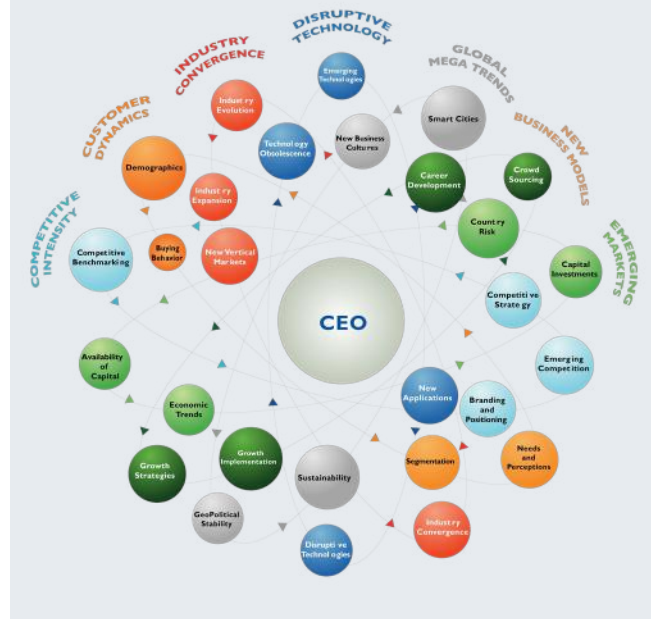 DISRUPTIVE
TECHNOLOGY
INDUSTRY
CONVERGENCE
GLOBAL
MEGA TRENDS
CUSTOMER
DYNAMICS
NEW
BUSINESS MODELS
COMPETITIVE
INTENSITY
EMERGING
MARKETS
Emerging
Technologies
Industry
Evolution
Smart Cities
Technology
Obsolescence
New Business
Cultures
Demographics
Career
Development
Crowd
Sourcing
Industry
Expansion
Country
Risk
Competitive
Benchmarking
Buying
Behavior
New Vertical
Markets
Capital
Investments
Competitive
Strategy
CEO
Availability
of
Capital
Emerging
Competition
Economic
Trends
New
Applications
Branding
and
Positioning
Growth
Strategies
Growth
Implementation
Sustainability
Segmentation
Needs
and
Perceptions
GeoPolitical
Stability
Industry
Convergence
Disruptive
Technologies